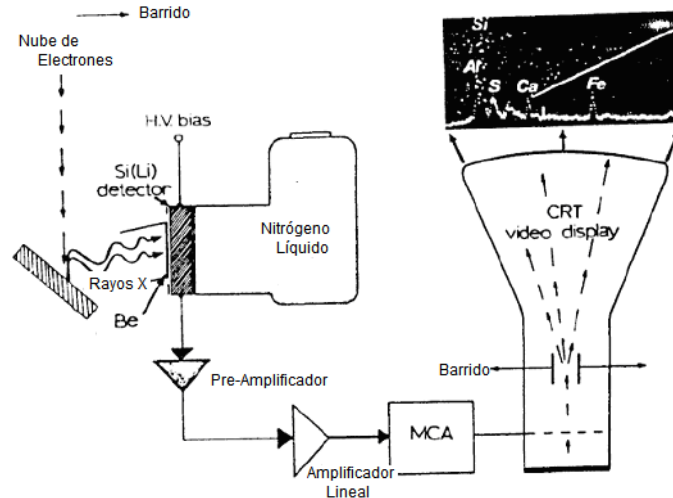 Barrido
Nube de
Electrones
H.V. bias
Si(Li)
detector
Nitrógeno
Líquido
Rayos X
Be
Pre-Amplificador
Amplificador
Lineal
MCA
Barrido
CRT
video display
Si
Al
S
Ca
Fe